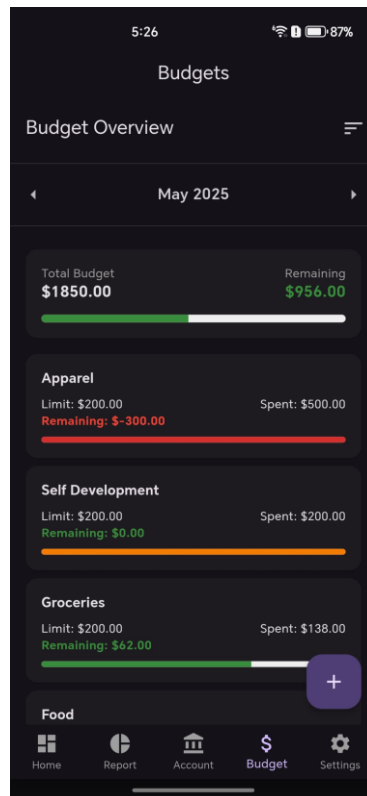 5:26
87%
Budgets
Budget Overview
May 2025
Total Budget Remaining
$1850.00 $956.00
Apparel
Limit: $200.00 Spent: $500.00
Remaining: $-300.00
Self Development
Limit: $200.00 Spent: $200.00
Remaining: $0.00
Groceries
Limit: $200.00 Spent: $138.00
Remaining: $62.00
+
Food
Home Report Account Budget Settings